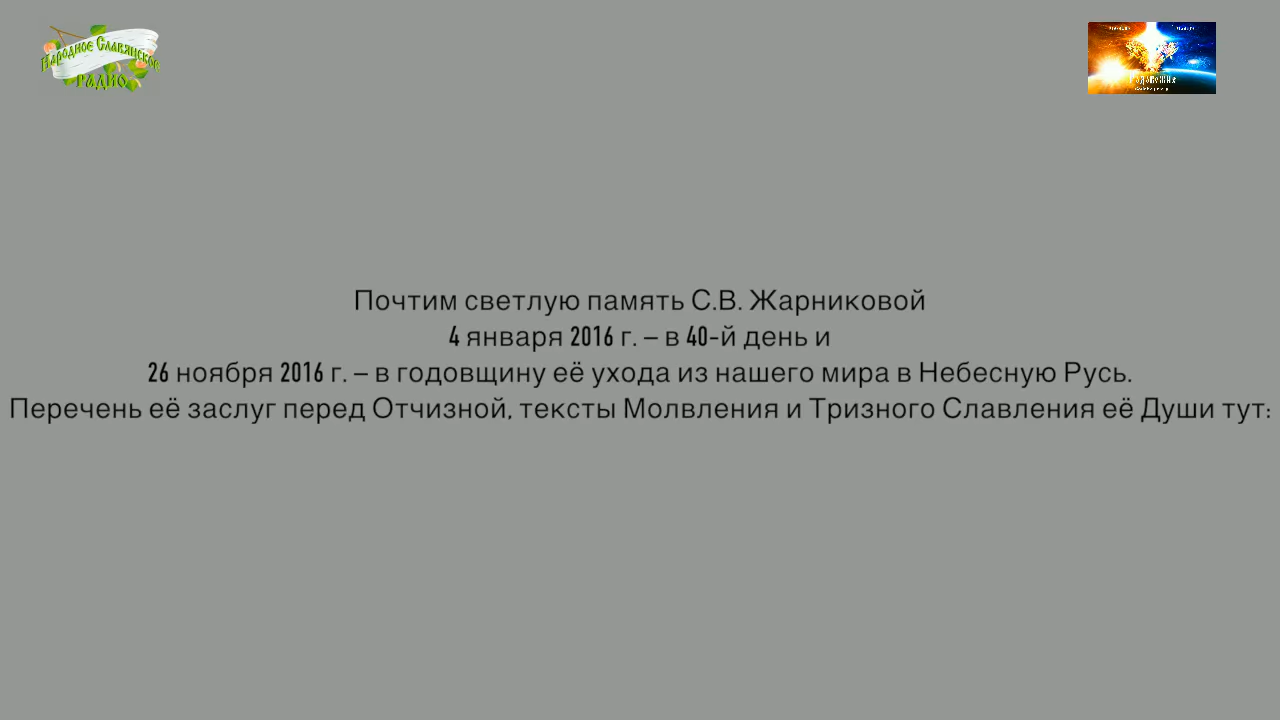 Народное Славянское
Радио
Почтим светлую память С.В. Жарниковой
4 января 2016 г. – в 40-й день и
26 ноября 2016 г. – в годовщину её ухода из нашего мира в Небесную Русь.
Перечень её заслуг перед Отчизной, тексты Молвления и Тризного Славления её Души тут: